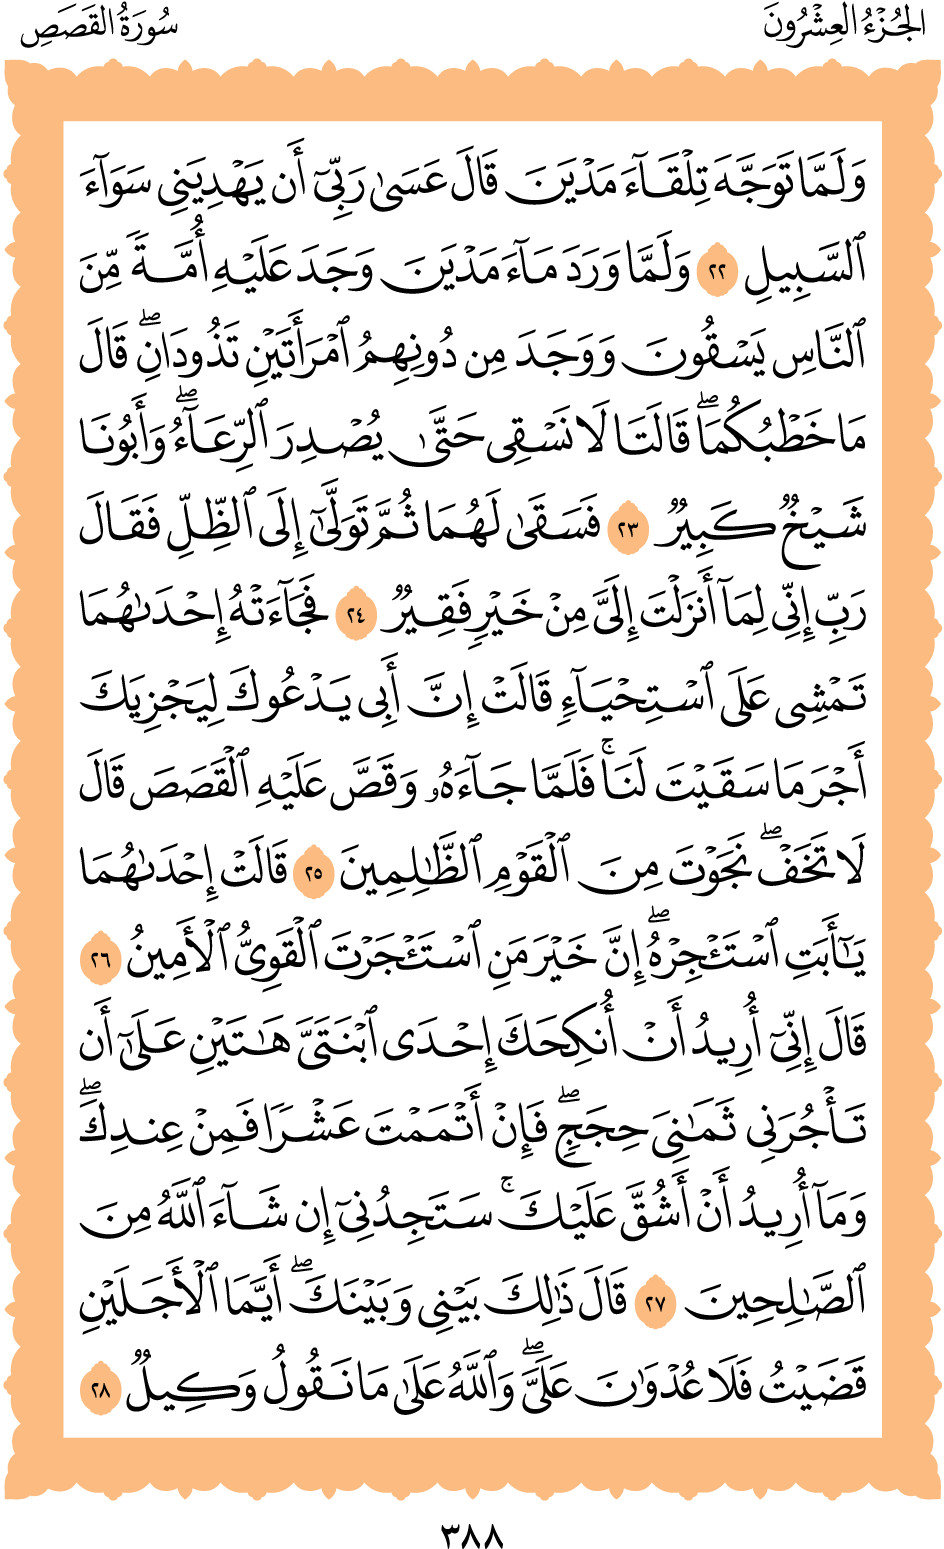 الجُزْءُ العِشْرُونَ
سُورَةُ القَصَصِ
وَلَمَّا تَوَجَّهَ تِلْقَآءَ مَدْيَنَ قَالَ عَسَىٰ رَبِّىٓ أَن يَهْدِيَنِى سَوَآءَ
ٱلسَّبِيلِ ٢٢ وَلَمَّا وَرَدَ مَآءَ مَدْيَنَ وَجَدَ عَلَيْهِ أُمَّةً مِّنَ
ٱلنَّاسِ يَسْقُونَ وَوَجَدَ مِن دُونِهِمُ ٱمْرَأَتَيْنِ تَذُودَانِۖ قَالَ
مَا خَطْبُكُمَاۖ قَالَتَا لَا نَسْقِى حَتَّىٰ يُصْدِرَ ٱلرِّعَآءُۖ وَأَبُونَا
شَيْخٌ كَبِيرٌ ٢٣ فَسَقَىٰ لَهُمَا ثُمَّ تَوَلَّىٰٓ إِلَى ٱلظِّلِّ فَقَالَ
رَبِّ إِنِّى لِمَآ أَنزَلْتَ إِلَىَّ مِنْ خَيْرٍ فَقِيرٌ ٢٤ فَجَآءَتْهُ إِحْدَىٰهُمَا
تَمْشِى عَلَى ٱسْتِحْيَآءٍ قَالَتْ إِنَّ أَبِى يَدْعُوكَ لِيَجْزِيَكَ
أَجْرَ مَا سَقَيْتَ لَنَاۚ فَلَمَّا جَآءَهُۥ وَقَصَّ عَلَيْهِ ٱلْقَصَصَ قَالَ
لَا تَخَفْۖ نَجَوْتَ مِنَ ٱلْقَوْمِ ٱلظَّٰلِمِينَ ٢٥ قَالَتْ إِحْدَىٰهُمَا
يَٰٓأَبَتِ ٱسْتَـْٔجِرْهُۖ إِنَّ خَيْرَ مَنِ ٱسْتَـْٔجَرْتَ ٱلْقَوِىُّ ٱلْأَمِينُ ٢٦
قَالَ إِنِّىٓ أُرِيدُ أَنْ أُنكِحَكَ إِحْدَى ٱبْنَتَىَّ هَٰتَيْنِ عَلَىٰٓ أَن
تَأْجُرَنِى ثَمَٰنِىَ حِجَجٍۖ فَإِنْ أَتْمَمْتَ عَشْرًا فَمِنْ عِندِكَۖ
وَمَآ أُرِيدُ أَنْ أَشُقَّ عَلَيْكَۚ سَتَجِدُنِىٓ إِن شَآءَ ٱللَّهُ مِنَ
ٱلصَّٰلِحِينَ ٢٧ قَالَ ذَٰلِكَ بَيْنِى وَبَيْنَكَۖ أَيَّمَا ٱلْأَجَلَيْنِ
قَضَيْتُ فَلَا عُدْوَٰنَ عَلَىَّۖ وَٱللَّهُ عَلَىٰ مَا نَقُولُ وَكِيلٌ ٢٨
٣٨٨